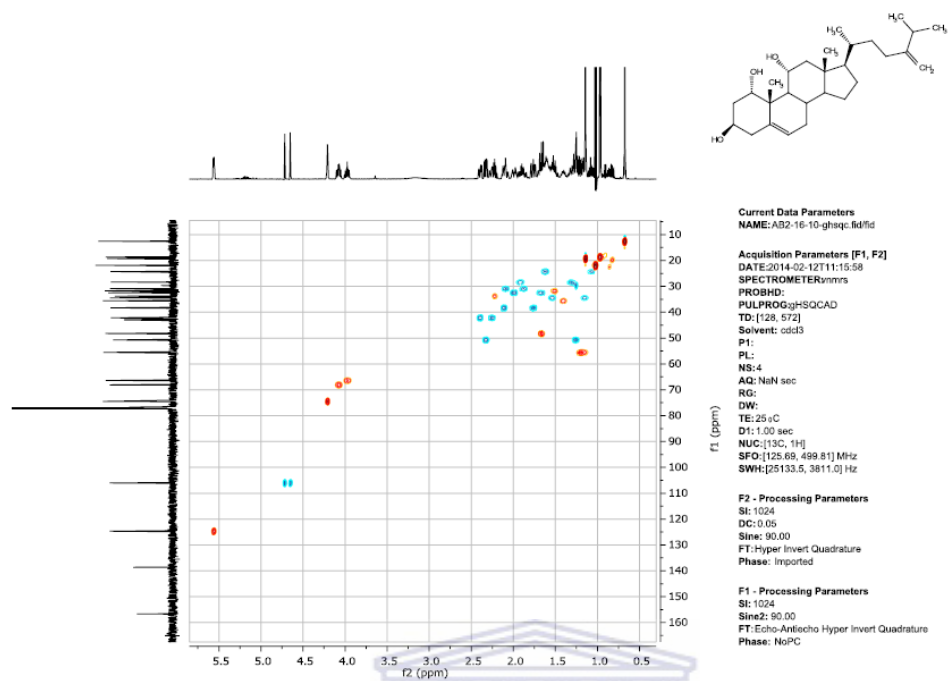 CH₃
CH₃
H₃C
CH₃
HO
CH₂
OH
CH₃
HO
Current Data Parameters
NAME: AB2-16-10-ghsqc.fid/fid
Acquisition Parameters [F1, F2]
DATE:2014-02-12T11:15:58
SPECTROMETER:vnmrs
PROBHD:
PULPROG:gHSQCAD
TD: [128, 572]
Solvent: cdcl3
P1:
PL:
NS: 4
AQ: NaN sec
RG:
DW:
TE: 25 °C
D1: 1.00 sec
NUC: [13C, 1H]
SFO: [125.69, 499.81] MHz
SWH: [25133.5, 3811.0] Hz
F2 - Processing Parameters
SI: 1024
DC: 0.05
Sine: 90.00
FT: Hyper Invert Quadrature
Phase: Imported
F1 - Processing Parameters
SI: 1024
Sine2: 90.00
FT: Echo-Antiecho Hyper Invert Quadrature
Phase: NoPC
10
20
30
40
50
60
70
80
90
100
110
120
130
140
150
160
f1 (ppm)
5.5 5.0 4.5 4.0 3.5 3.0 2.5 2.0 1.5 1.0 0.5
f2 (ppm)